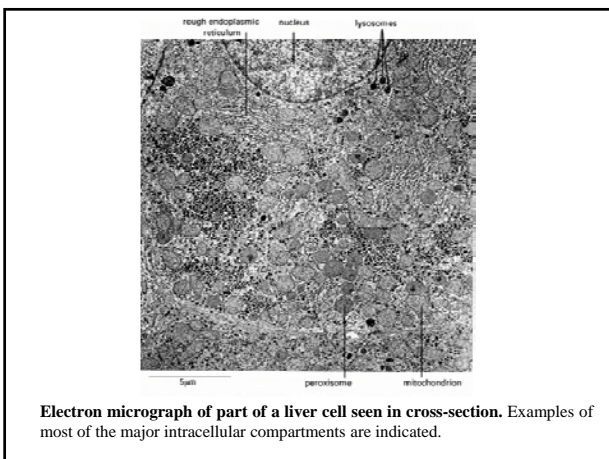 rough endoplasmic
reticulum
nucleus
lysosomes
5µm
peroxisome
mitochondrion
Electron micrograph of part of a liver cell seen in cross-section. Examples of
most of the major intracellular compartments are indicated.